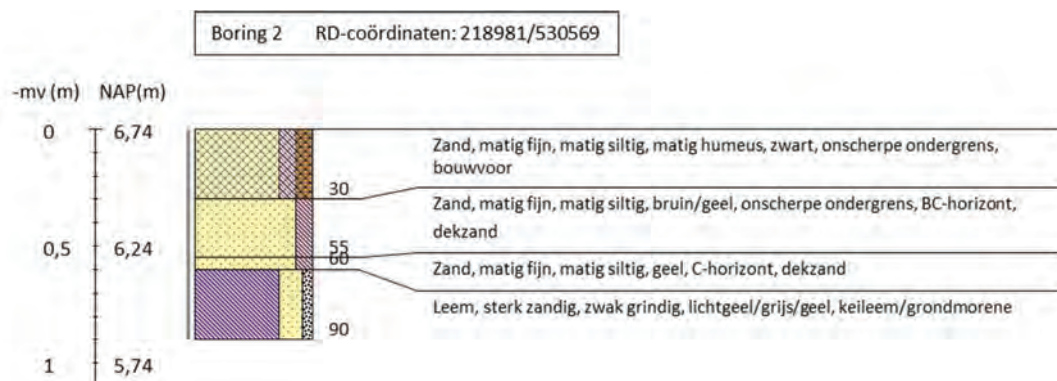 Boring 2 RD-coördinaten: 218981/530569
-mv (m) NAP(m)
0 6,74
Zand, matig fijn, matig siltig, matig humeus, zwart, onscherpe ondergrens,
bouwvoor
30
Zand, matig fijn, matig siltig, bruin/geel, onscherpe ondergrens, BC-horizont,
dekzand
0,5 6,24
55
60
Zand, matig fijn, matig siltig, geel, C-horizont, dekzand
Leem, sterk zandig, zwak grindig, lichtgeel/grijs/geel, keileem/grondmorene
90
1 5,74